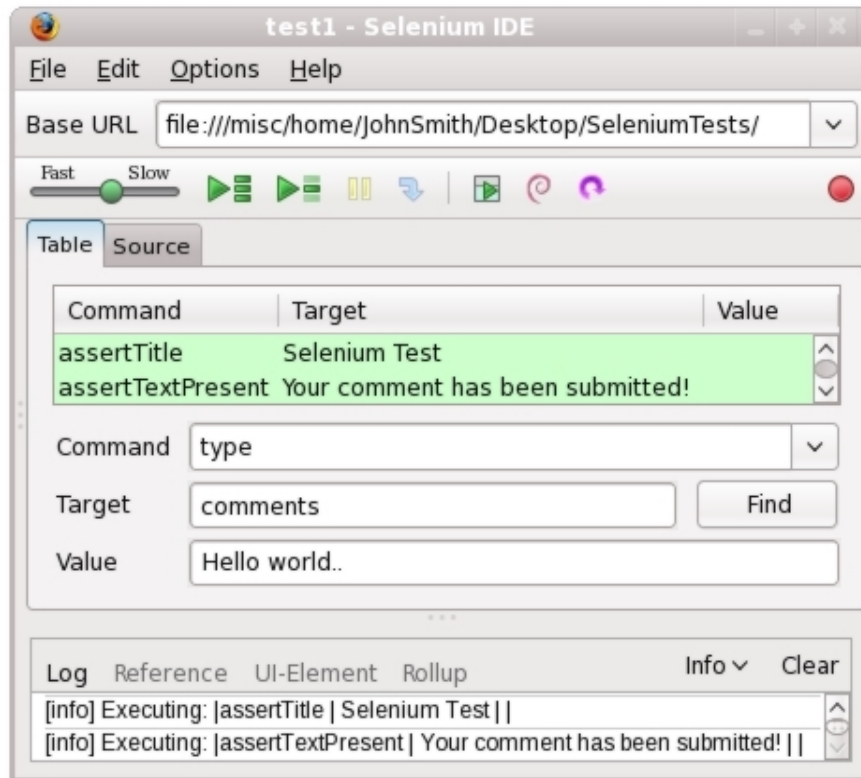 test1 - Selenium IDE
File Edit Options Help
Base URL file:///misc/home/JohnSmith/Desktop/SeleniumTests/
Fast Slow
Table Source
Command Target Value
assertTitle Selenium Test
assertTextPresent Your comment has been submitted!
Command type
Target comments Find
Value Hello world..
Log Reference UI-Element Rollup Info Clear
[info] Executing: |assertTitle | Selenium Test | |
[info] Executing: |assertTextPresent | Your comment has been submitted! | |